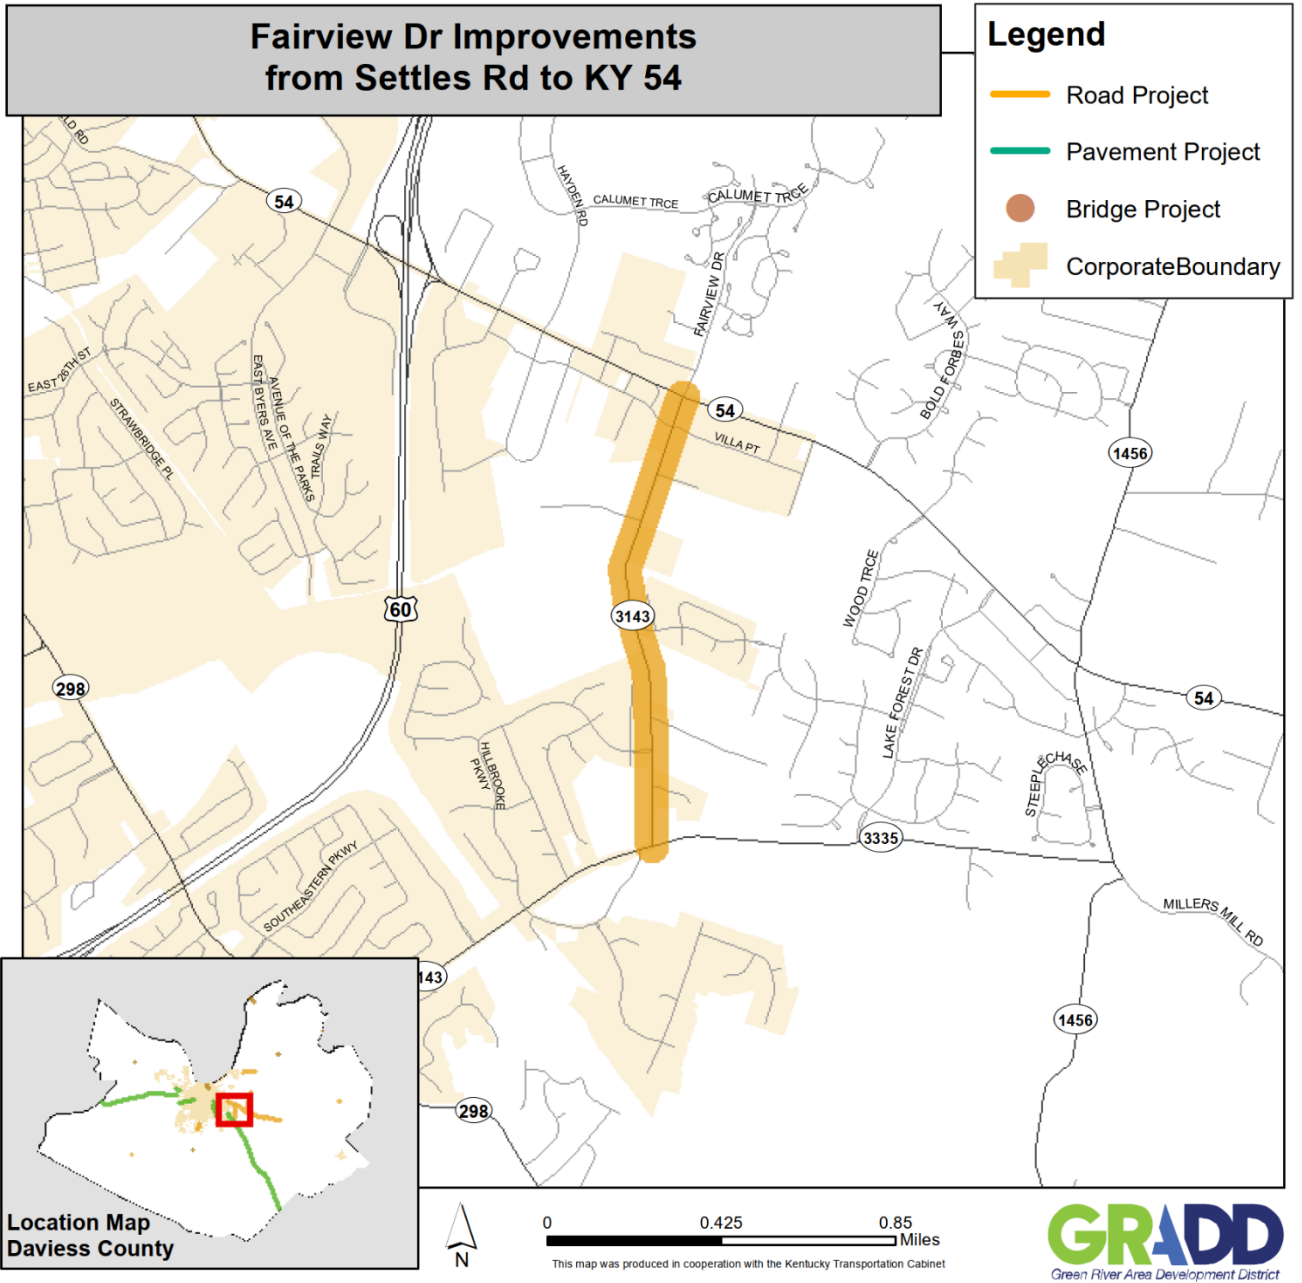 Fairview Dr Improvements
from Settles Rd to KY 54
Legend
Road Project
Pavement Project
Bridge Project
CorporateBoundary
LD RD
54
HAYDEN RD
CALUMET TRCE
CALUMET TRCE
FAIRVIEW DR
BOLD FORBES WAY
EAST 26TH ST
STRAWBRIDGE PL
EAST BYERS AVE
AVENUE OF THE PARKS
TRAILS WAY
54
VILLA PT
1456
WOOD TRCE
60
3143
298
LAKE FOREST DR
54
HILLBROOKE
PKWY
STEEPLECHASE
3335
SOUTHEASTERN PKWY
MILLERS MILL RD
143
1456
298
Location Map
Daviess County
N
0 0.425 0.85
Miles
This map was produced in cooperation with the Kentucky Transportation Cabinet
GRADD
Green River Area Development District